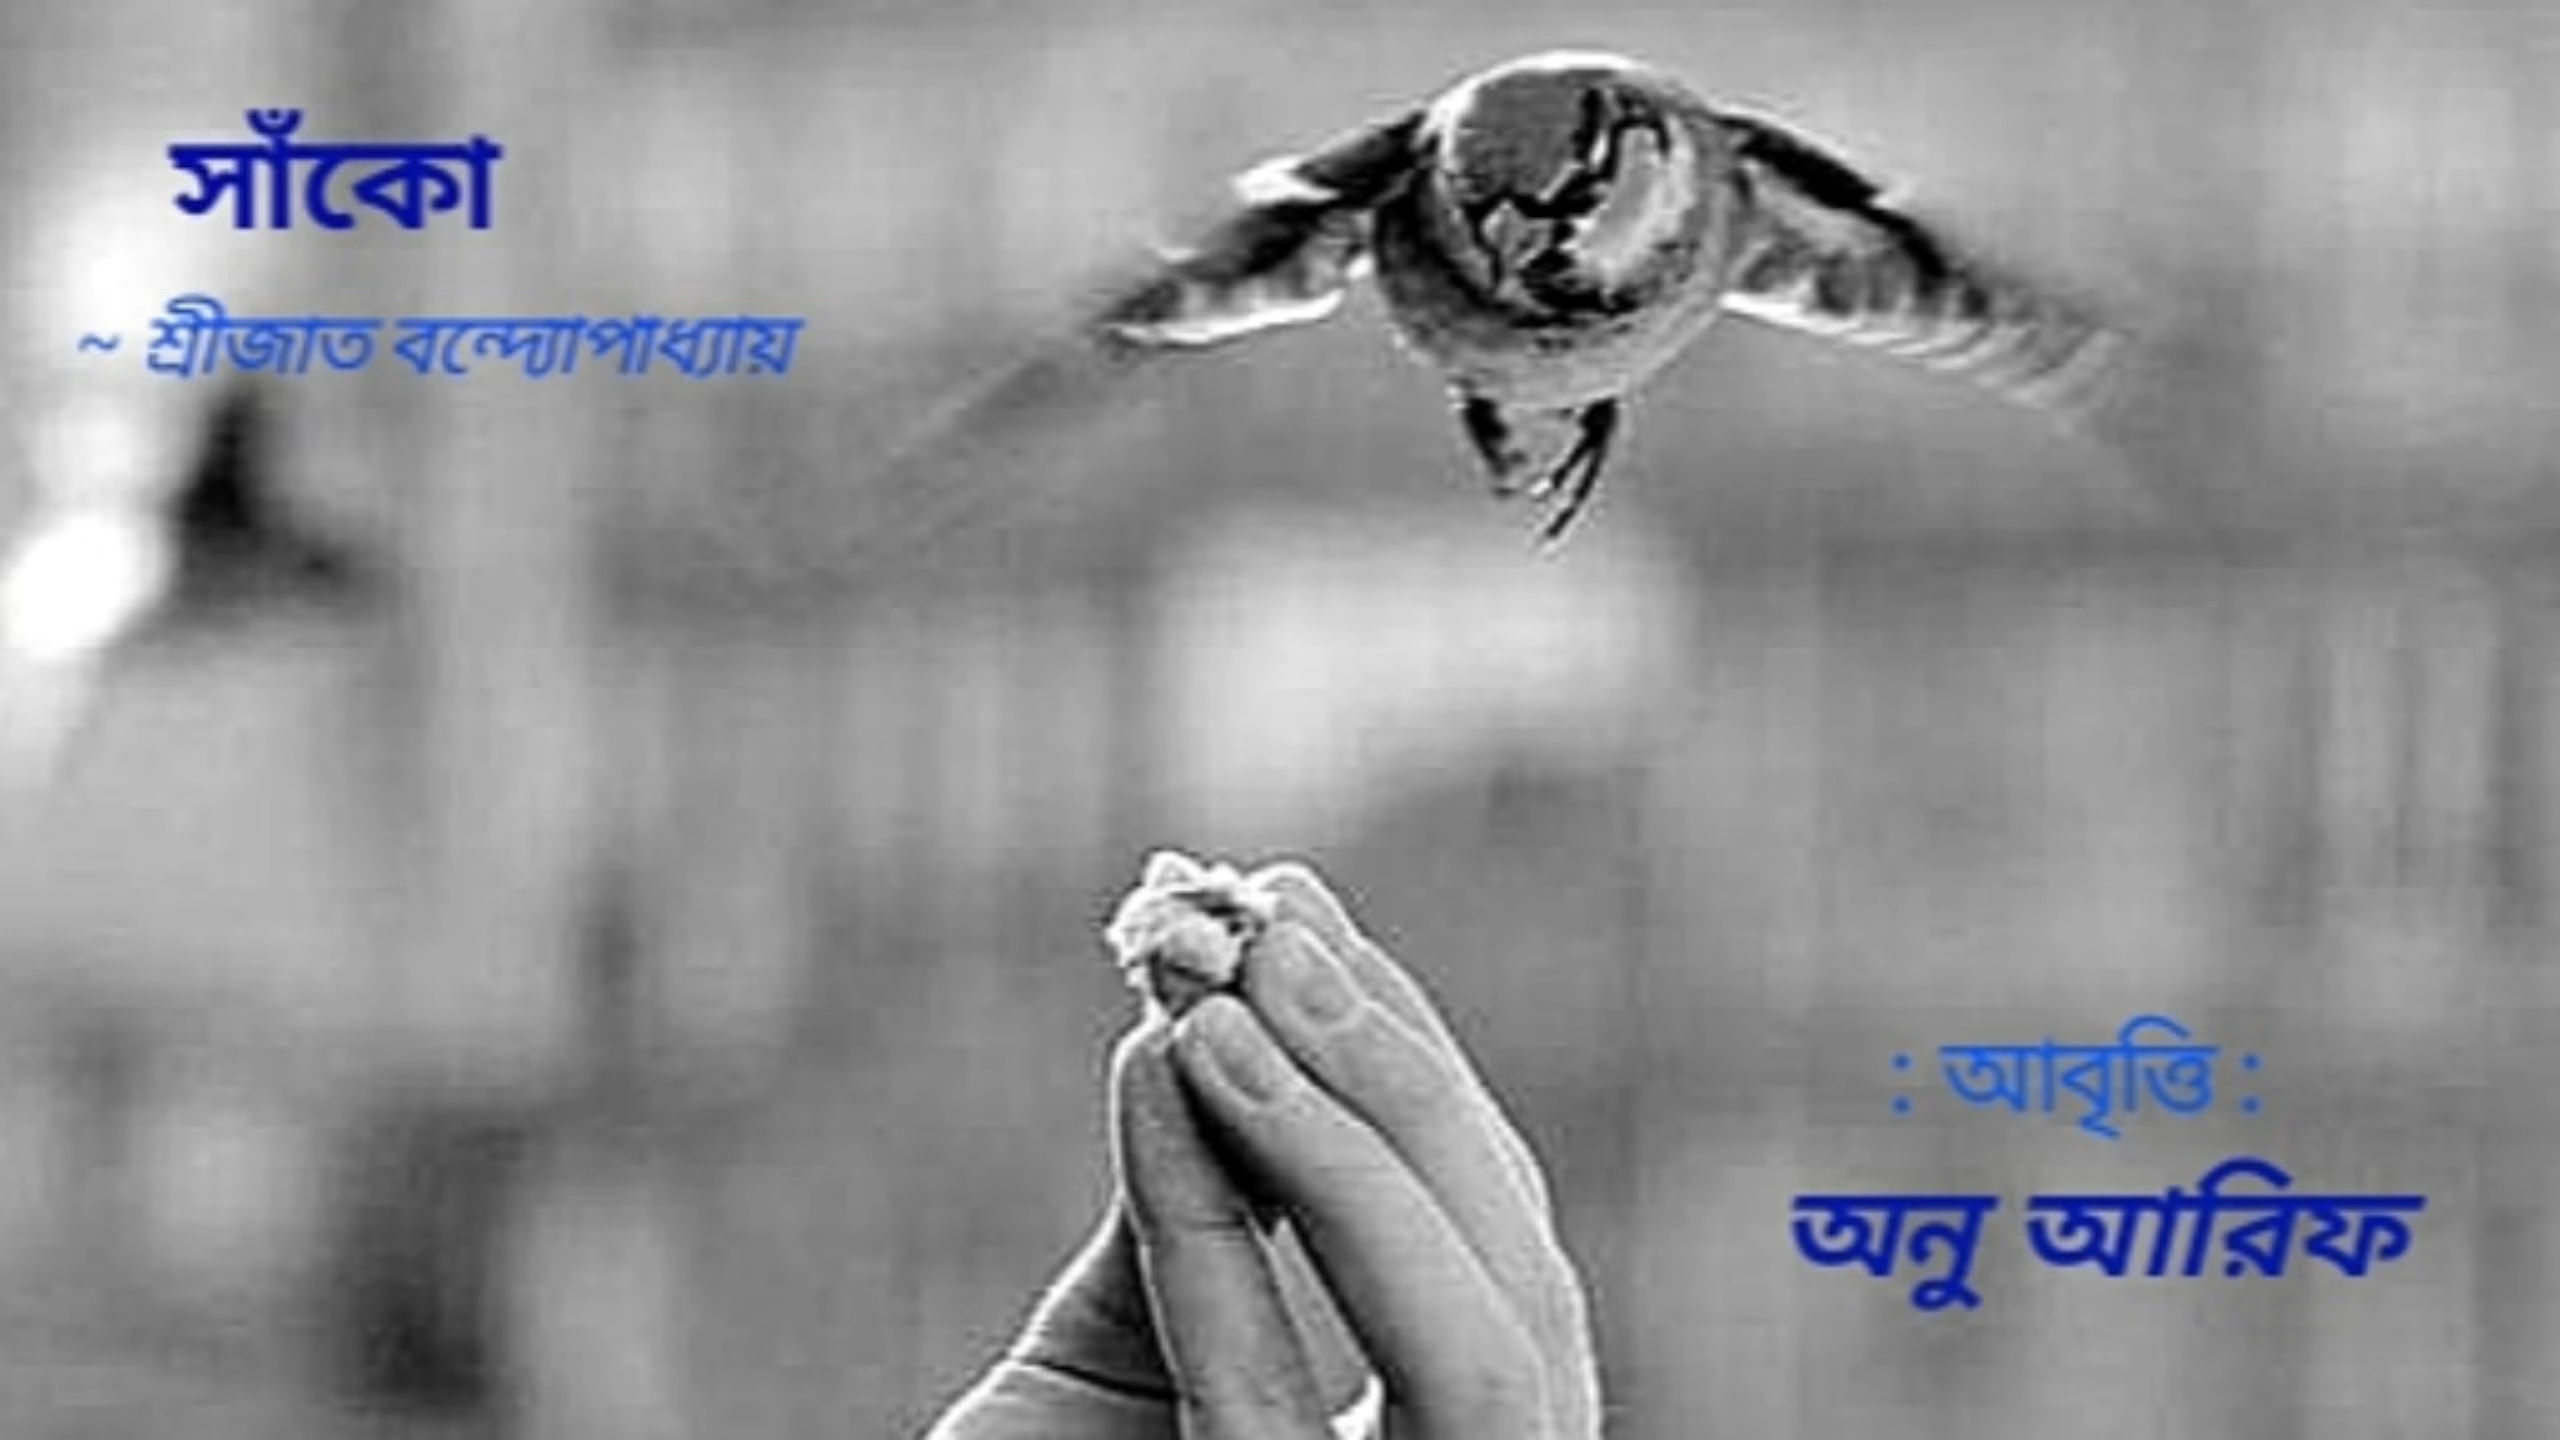 সাঁকো
~ শ্রীজাত বন্দ্যোপাধ্যায়
: আবৃত্তি :
অনু আরিফ